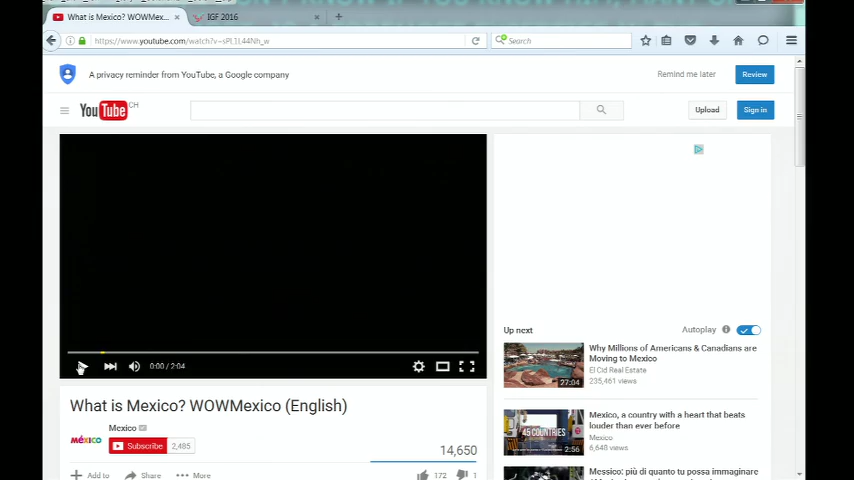 What is Mexico? WOWMex...
IGF 2016
https://www.youtube.com/watch?v=
Search
A privacy reminder from YouTube, a Google company
Remind me later
Review
YouTube CH
Upload
Sign in
Up next
Autoplay
Why Millions of Americans & Canadians are
Moving to Mexico
El Cid Real Estate
235,461 views
27:04
0:00 / 2:04
What is Mexico? WOWMexico (English)
Mexico
méxico
Subscribe
2,485
14,650
Add to
Share
More
172
1
45 COUNTRIES
2:56
Mexico, a country with a heart that beats
louder than ever before
Mexico
6,648 views
Messico: più di quanto tu possa immaginare